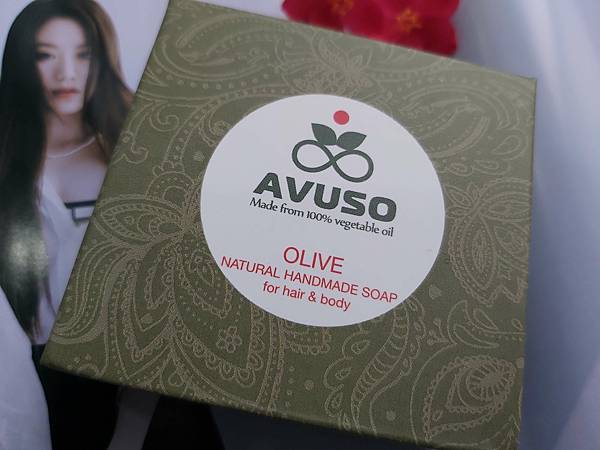 AVUSO
Made from 100% vegetable oil
OLIVE
NATURAL HANDMADE SOAP
for hair & body